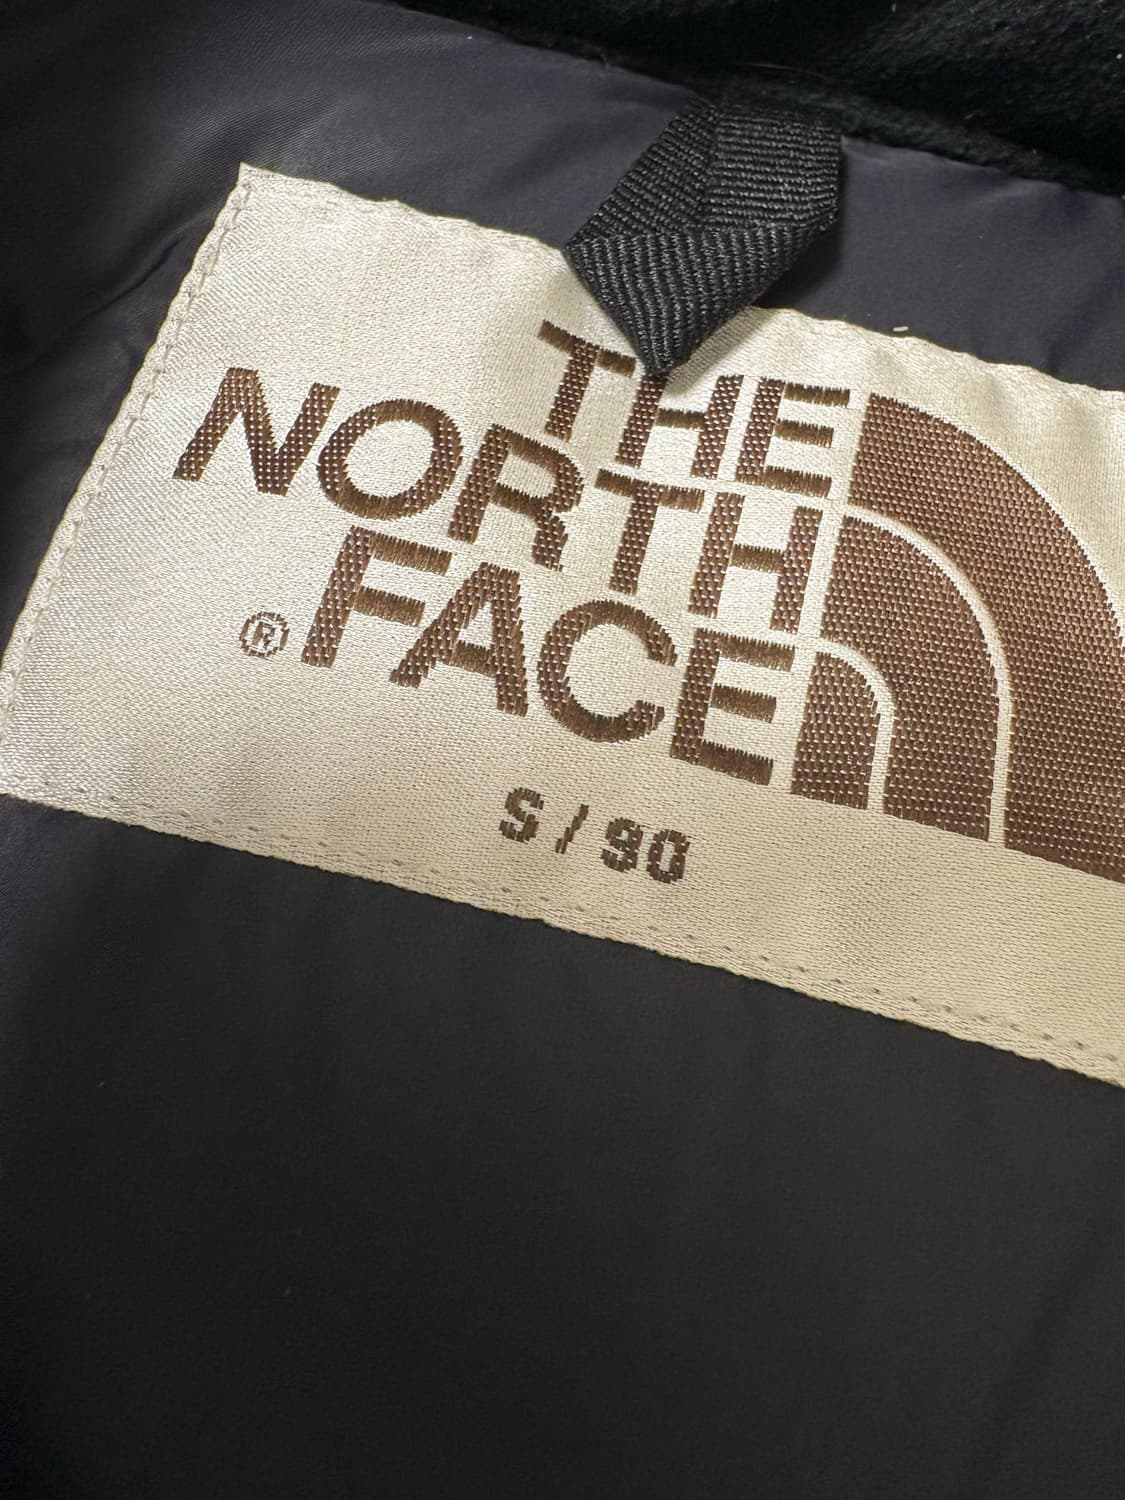 THE
NORTH
FACE
®
S / 90